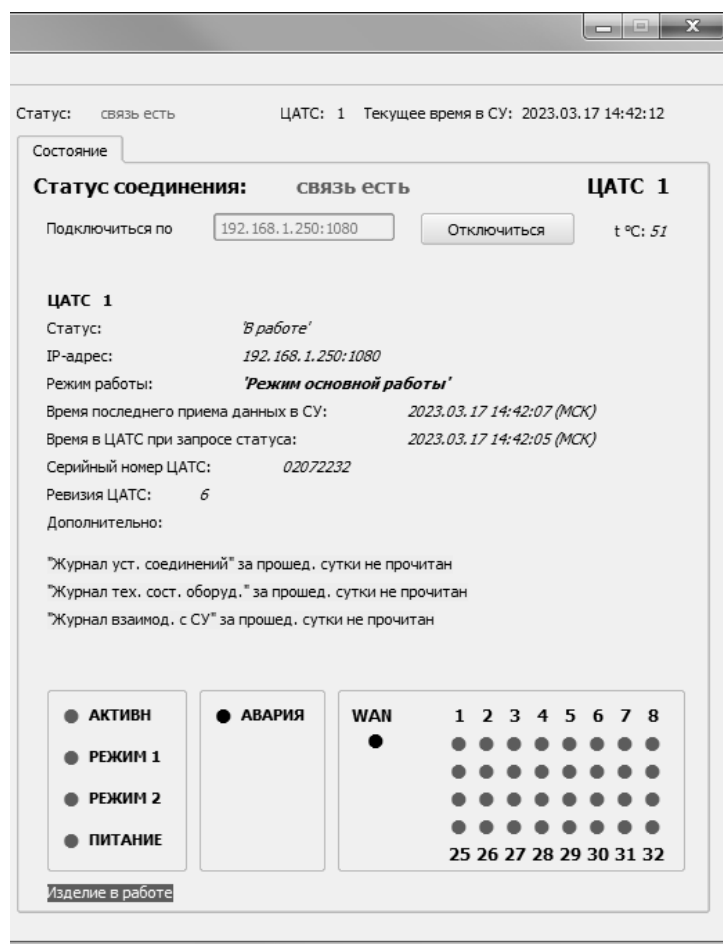 Статус: связь есть ЦАТС: 1 Текущее время в СУ: 2023.03.17 14:42:12
Состояние
Статус соединения: связь есть ЦАТС 1
Подключиться по 192.168.1.250:1080 Отключиться t °C: 51
ЦАТС 1
Статус: 'В работе'
IP-адрес: 192.168.1.250:1080
Режим работы: 'Режим основной работы'
Время последнего приема данных в СУ: 2023.03.17 14:42:07 (МСК)
Время в ЦАТС при запросе статуса: 2023.03.17 14:42:05 (МСК)
Серийный номер ЦАТС: 02072232
Ревизия ЦАТС: 6
Дополнительно:
"Журнал уст. соединений" за прошед. сутки не прочитан
"Журнал тех. сост. оборуд." за прошед. сутки не прочитан
"Журнал взаимод. с СУ" за прошед. сутки не прочитан
АКТИВН АВАРИЯ WAN 1 2 3 4 5 6 7 8
РЕЖИМ 1
РЕЖИМ 2
ПИТАНИЕ
25 26 27 28 29 30 31 32
Изделие в работе